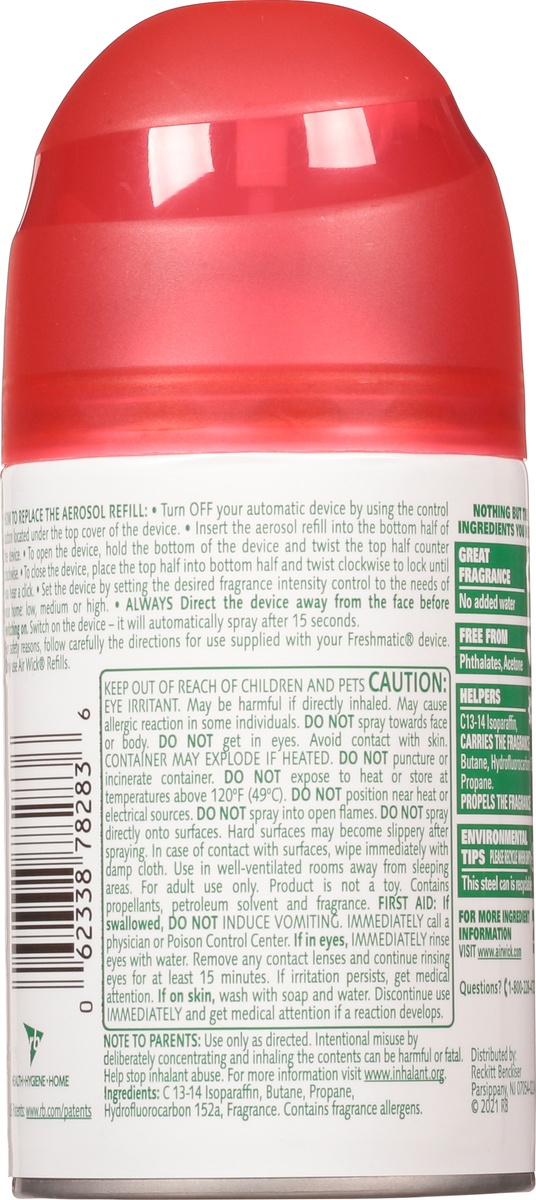 TO REPLACE THE AEROSOL REFILL: • Turn OFF your automatic device by using the control
located under the top cover of the device. • Insert the aerosol refill into the bottom half of
device. • To open the device, hold the bottom of the device and twist the top half counter
• To close the device, place the top half into bottom half and twist clockwise to lock until
hear a click. • Set the device by setting the desired fragrance intensity control to the needs of
home: low, medium or high. • ALWAYS Direct the device away from the face before
Switch on the device – it will automatically spray after 15 seconds.
safety reasons, follow carefully the directions for use supplied with your Freshmatic® device.
use Air Wick® Refills.
KEEP OUT OF REACH OF CHILDREN AND PETS CAUTION:
EYE IRRITANT. May be harmful if directly inhaled. May cause
allergic reaction in some individuals. DO NOT spray towards face
or body. DO NOT get in eyes. Avoid contact with skin.
CONTAINER MAY EXPLODE IF HEATED. DO NOT puncture or
incinerate container. DO NOT expose to heat or store at
temperatures above 120°F (49°C). DO NOT position near heat or
electrical sources. DO NOT spray into open flames. DO NOT spray
directly onto surfaces. Hard surfaces may become slippery after
spraying. In case of contact with surfaces, wipe immediately with
damp cloth. Use in well-ventilated rooms away from sleeping
areas. For adult use only. Product is not a toy. Contains
propellants, petroleum solvent and fragrance. FIRST AID: If
swallowed, DO NOT INDUCE VOMITING. IMMEDIATELY call a
physician or Poison Control Center. If in eyes, IMMEDIATELY rinse
eyes with water. Remove any contact lenses and continue rinsing
eyes for at least 15 minutes. If irritation persists, get medical
attention. If on skin, wash with soap and water. Discontinue use
IMMEDIATELY and get medical attention if a reaction develops.
NOTE TO PARENTS: Use only as directed. Intentional misuse by
deliberately concentrating and inhaling the contents can be harmful or fatal.
Help stop inhalant abuse. For more information visit www.inhalant.org.
Ingredients: C 13-14 Isoparaffin, Butane, Propane,
Hydrofluorocarbon 152a, Fragrance. Contains fragrance allergens.
0 62338 78283 6
rb
HEALTH•HYGIENE•HOME
www.rb.com/patents
NOTHING BUT
INGREDIENTS YOU
GREAT
FRAGRANCE
No added water
FREE FROM
Phthalates, Acetone
HELPERS
C13-14 Isoparaffin,
CARRIES THE FRAGRANCE
Butane, Hydrofluorocarbon
Propane.
PROPELS THE FRAGRANCE
ENVIRONMENTAL
TIPS PLEASE RECYCLE
This steel can is recyclable
FOR MORE INGREDIENT
INFORMATION
VISIT www.airwick.com
Questions? 1-800-228-
Distributed by:
Reckitt Benckiser
Parsippany, NJ 07054-
© 2021 RB